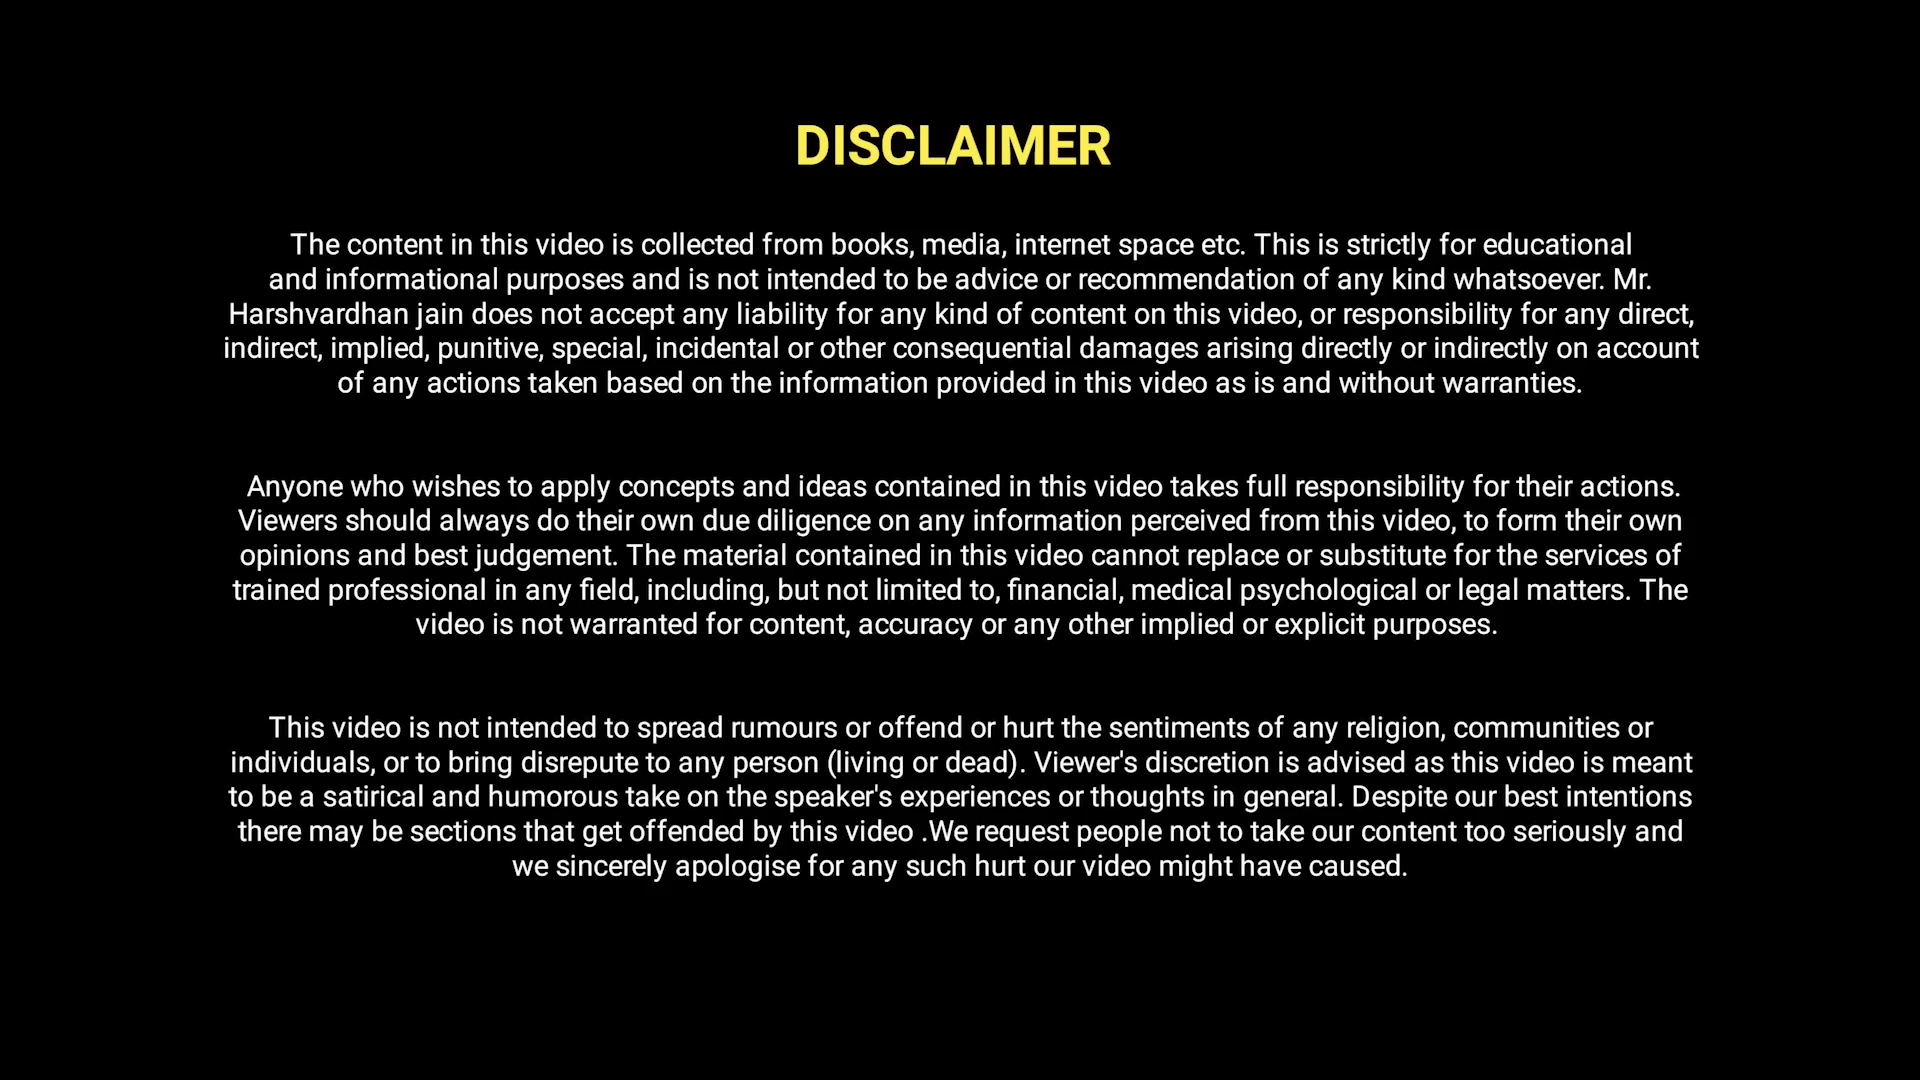 DISCLAIMER
The content in this video is collected from books, media, internet space etc. This is strictly for educational
and informational purposes and is not intended to be advice or recommendation of any kind whatsoever. Mr.
Harshvardhan jain does not accept any liability for any kind of content on this video, or responsibility for any direct,
indirect, implied, punitive, special, incidental or other consequential damages arising directly or indirectly on account
of any actions taken based on the information provided in this video as is and without warranties.
Anyone who wishes to apply concepts and ideas contained in this video takes full responsibility for their actions.
Viewers should always do their own due diligence on any information perceived from this video, to form their own
opinions and best judgement. The material contained in this video cannot replace or substitute for the services of
trained professional in any field, including, but not limited to, financial, medical psychological or legal matters. The
video is not warranted for content, accuracy or any other implied or explicit purposes.
This video is not intended to spread rumours or offend or hurt the sentiments of any religion, communities or
individuals, or to bring disrepute to any person (living or dead). Viewer's discretion is advised as this video is meant
to be a satirical and humorous take on the speaker's experiences or thoughts in general. Despite our best intentions
there may be sections that get offended by this video .We request people not to take our content too seriously and
we sincerely apologise for any such hurt our video might have caused.